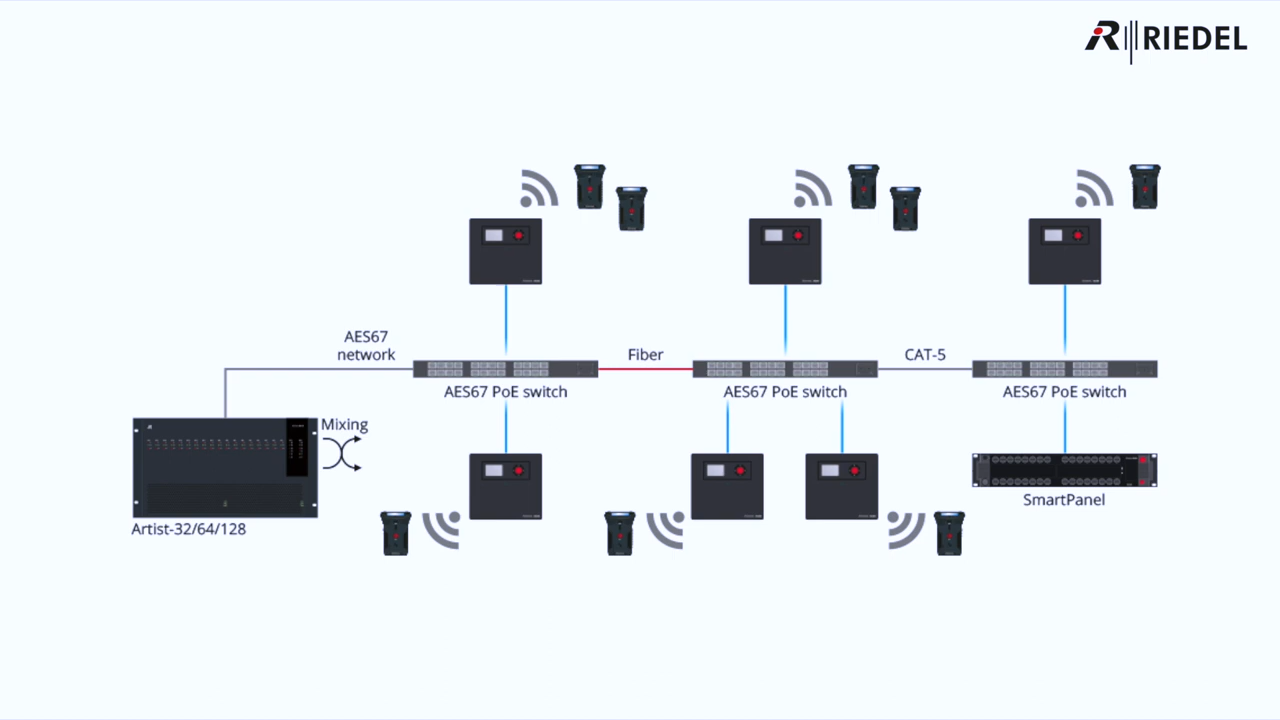 RIEDEL
AES67
network
Fiber
CAT-5
AES67 PoE switch
AES67 PoE switch
AES67 PoE switch
Mixing
SmartPanel
Artist-32/64/128